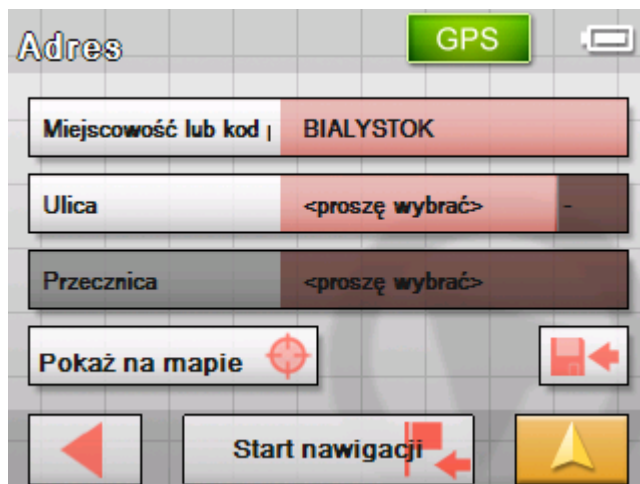 Adres
GPS
Miejscowość lub kod
BIALYSTOK
Ulica
<proszę wybrać>
-
Przecznica
<proszę wybrać>
Pokaż na mapie
Start nawigacji